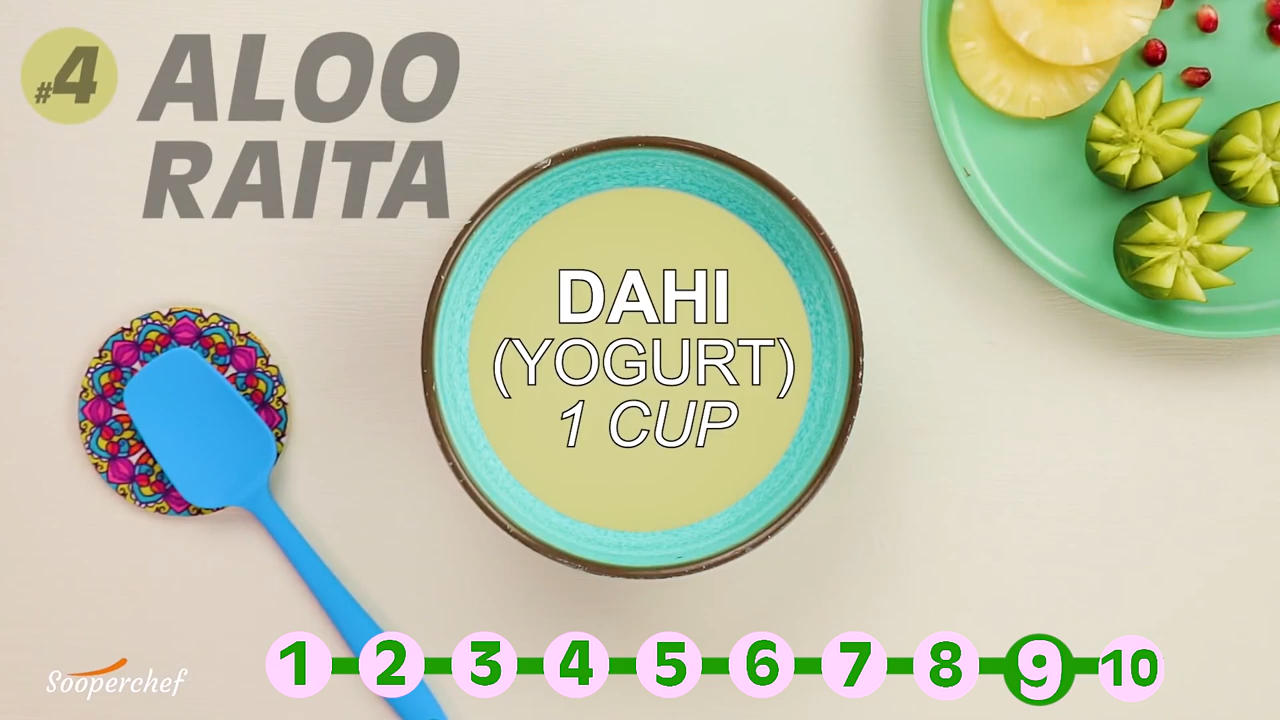 #4 ALOO
RAITA
DAHI
(YOGURT)
1 CUP
1 2 3 4 5 6 7 8 9 10
Sooperchef